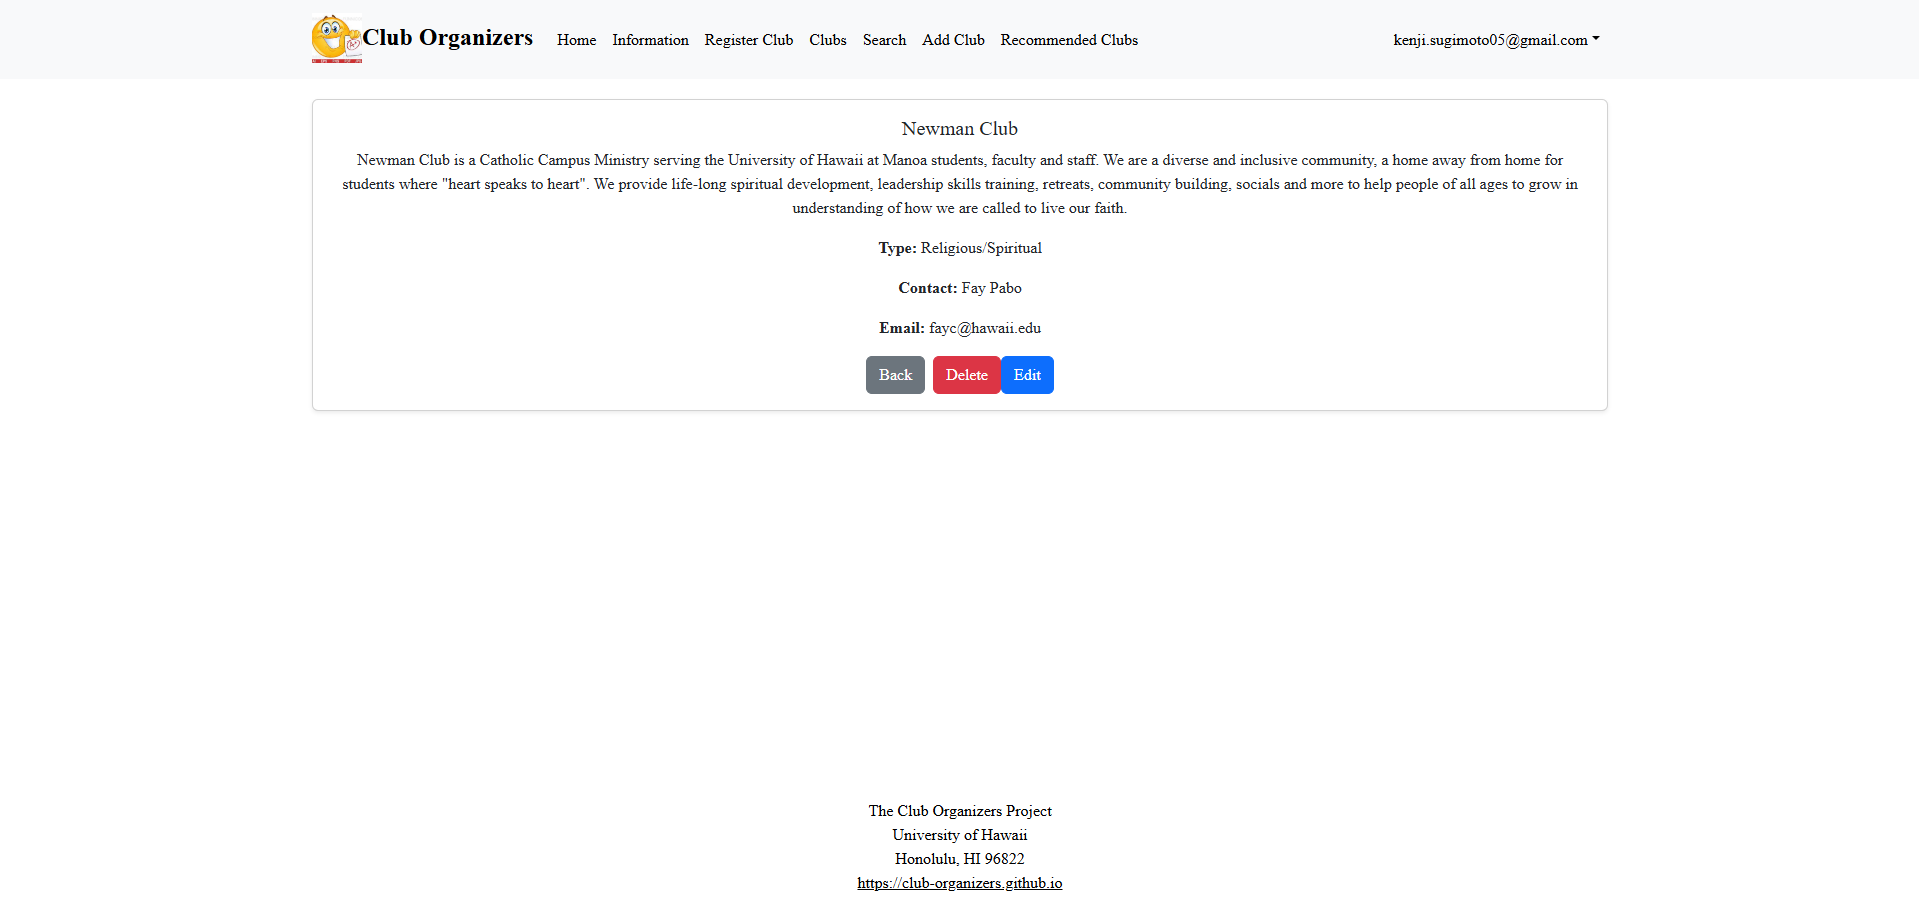 Club Organizers Home Information Register Club Clubs Search Add Club Recommended Clubs kenji.sugimoto05@gmail.com
Newman Club
Newman Club is a Catholic Campus Ministry serving the University of Hawaii at Manoa students, faculty and staff. We are a diverse and inclusive community, a home away from home for
students where "heart speaks to heart". We provide life-long spiritual development, leadership skills training, retreats, community building, socials and more to help people of all ages to grow in
understanding of how we are called to live our faith.
Type: Religious/Spiritual
Contact: Fay Pabo
Email: fayc@hawaii.edu
Back Delete Edit
The Club Organizers Project
University of Hawaii
Honolulu, HI 96822
https://club-organizers.github.io